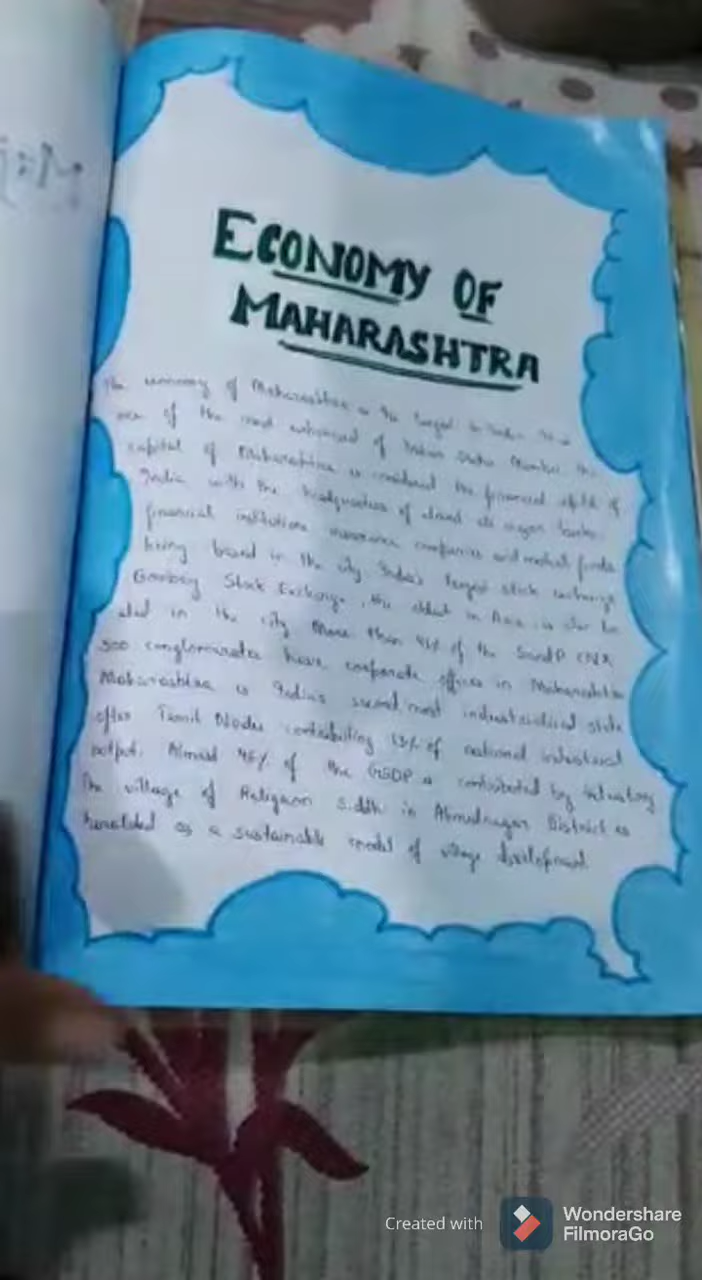 ECONOMY OF
MAHARASHTRA
The economy of Maharashtra is the largest in India
one of the most of Indian States Mumbai, the
capital of Maharashtra is considered the financial capital of
India with the headquarters of almost all major banks,
financial institutions insurance companies and mutual funds
being based in the city. India's largest stock exchange
Bombay Stock Exchange, the oldest in Asia is also lo
cated in the city. More than 41% of the SandP CNX
500 conglomerates have corporate offices in Maharashtra
Maharashtra is India's second most industrialised state
after Tamil Nadu contributing 13% of national industrial
output. Almost 46% of the GSDP is contributed by industry
The village of Ralegaon Siddhi in Ahmednagar District is
heralded as a sustainable model of village development
Created with
Wondershare
FilmoraGo